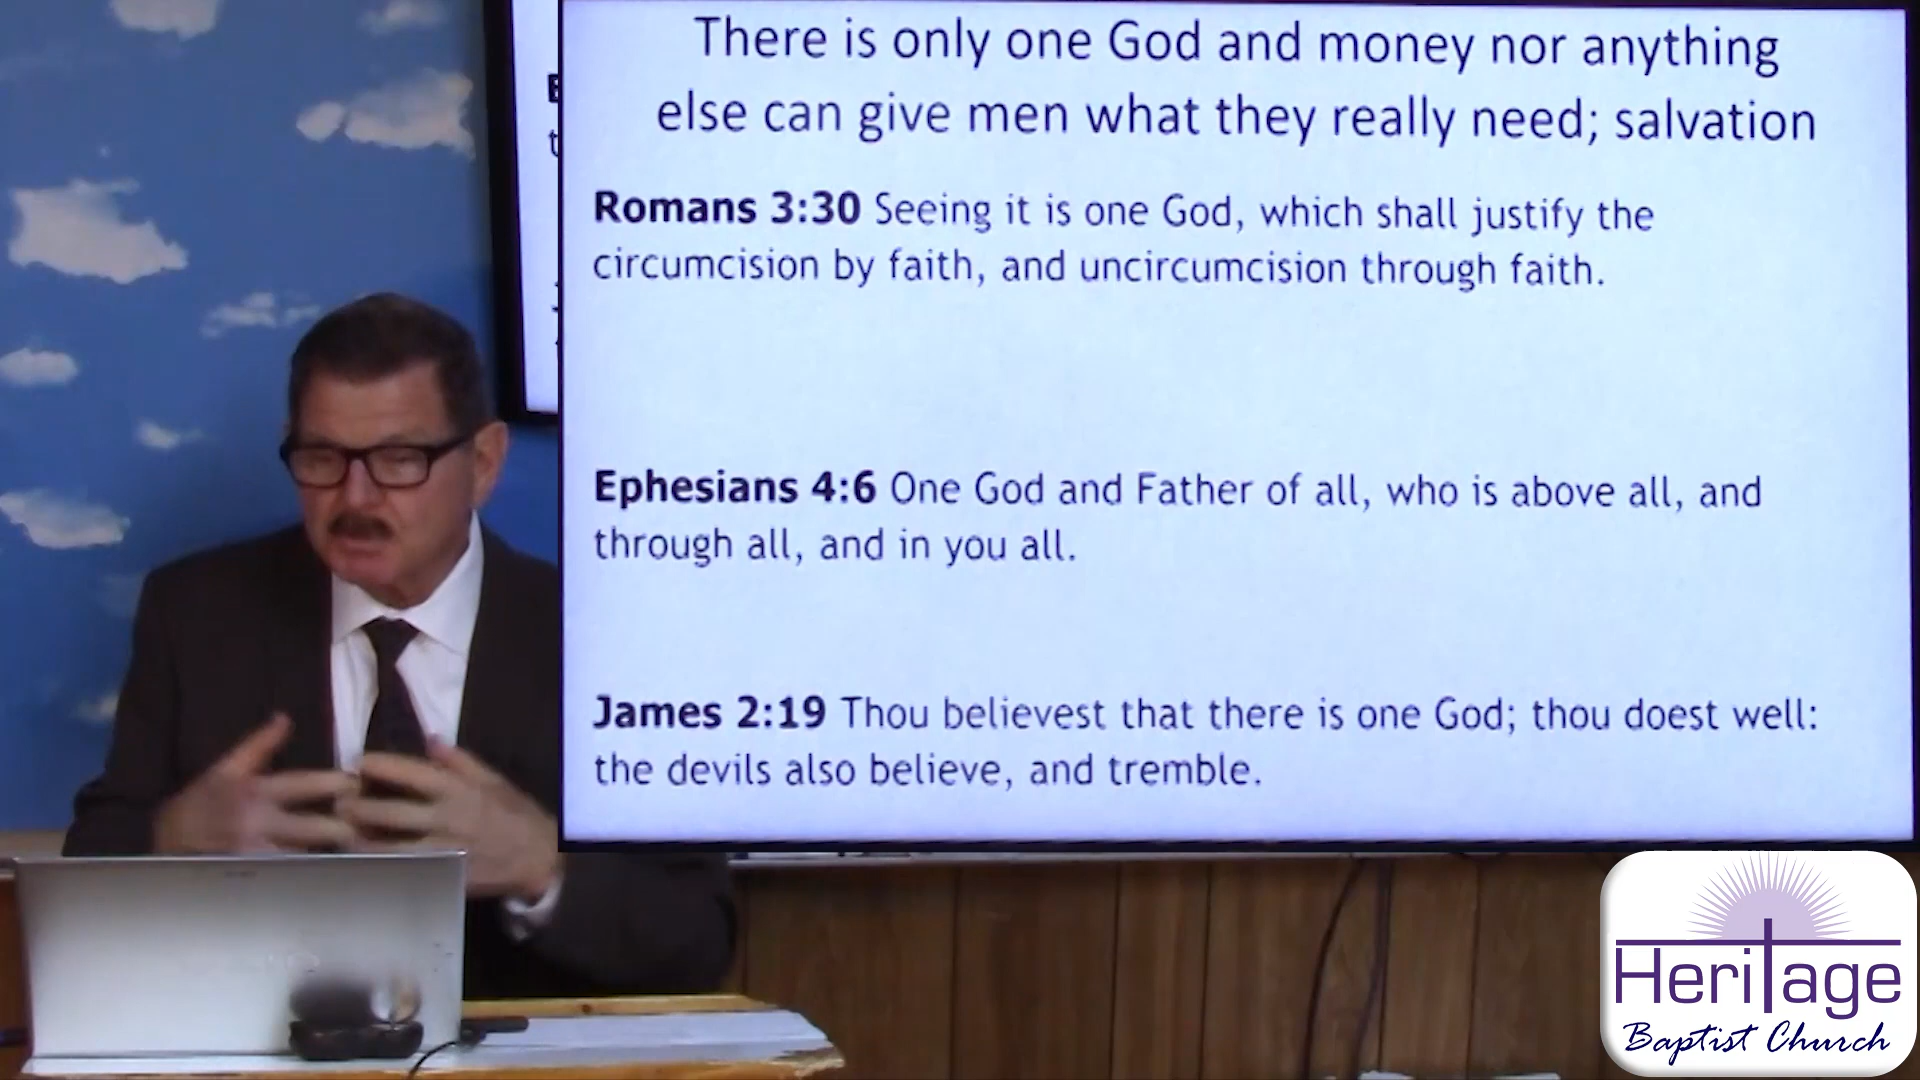 There is only one God and money nor anything
else can give men what they really need; salvation
Romans 3:30 Seeing it is one God, which shall justify the
circumcision by faith, and uncircumcision through faith.
Ephesians 4:6 One God and Father of all, who is above all, and
through all, and in you all.
James 2:19 Thou believest that there is one God; thou doest well:
the devils also believe, and tremble.
Heritage
Baptist Church